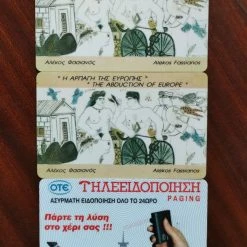 Αλέκος Φασιανός Alekos Fassianos
" Η ΑΡΠΑΓΗ ΤΗΣ ΕΥΡΩΠΗΣ " " THE ABDUCTION OF EUROPE "
Αλέκος Φασιανός Alekos Fassianos
ΟΤΕ ΤΗΛΕΕΙΔΟΠΟΙΗΣΗ
PAGING
ΑΣΥΡΜΑΤΗ ΕΙΔΟΠΟΙΗΣΗ ΟΛΟ ΤΟ 24ΩΡΟ
Πάρτε τη λύση
στο χέρι σας !!!